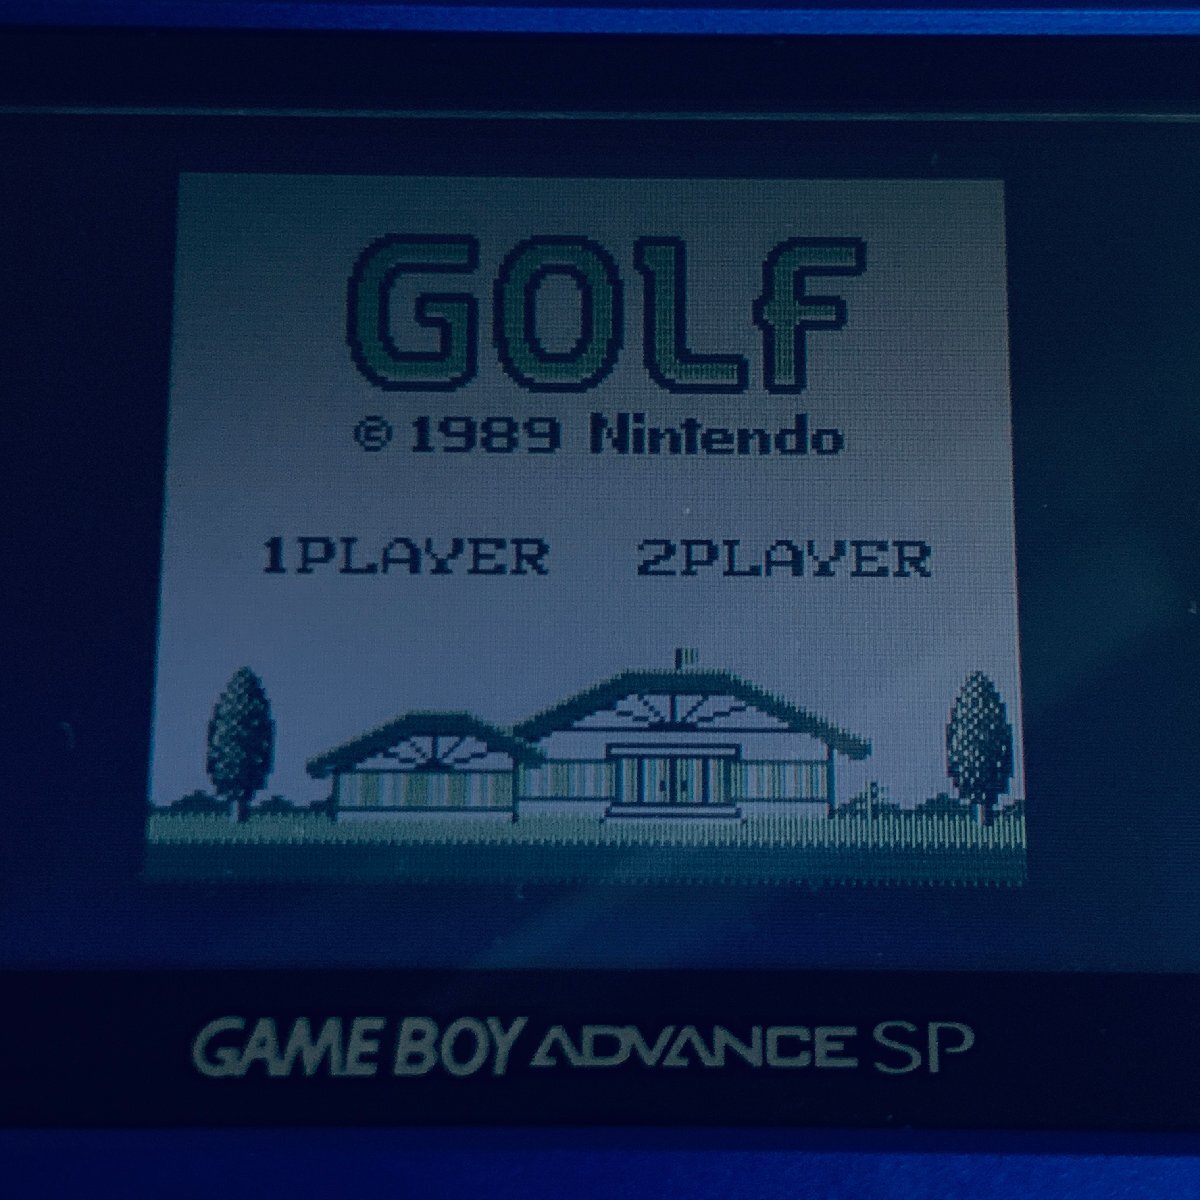 GOLF
© 1989 Nintendo
1PLAYER 2PLAYER
GAME BOY ADVANCE SP